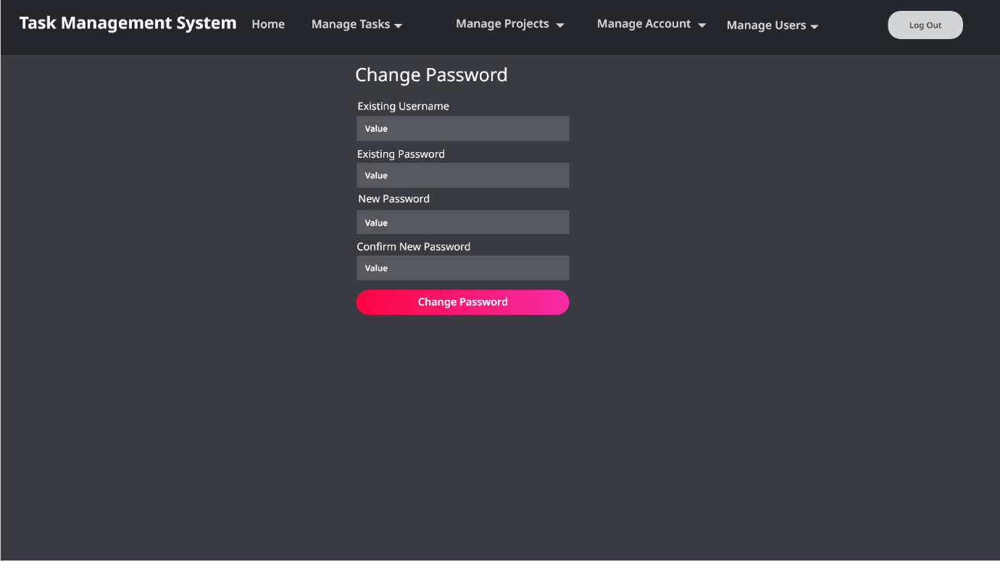 Task Management System Home Manage Tasks Manage Projects Manage Account Manage Users Log Out
Change Password
Existing Username
Value
Existing Password
Value
New Password
Value
Confirm New Password
Value
Change Password